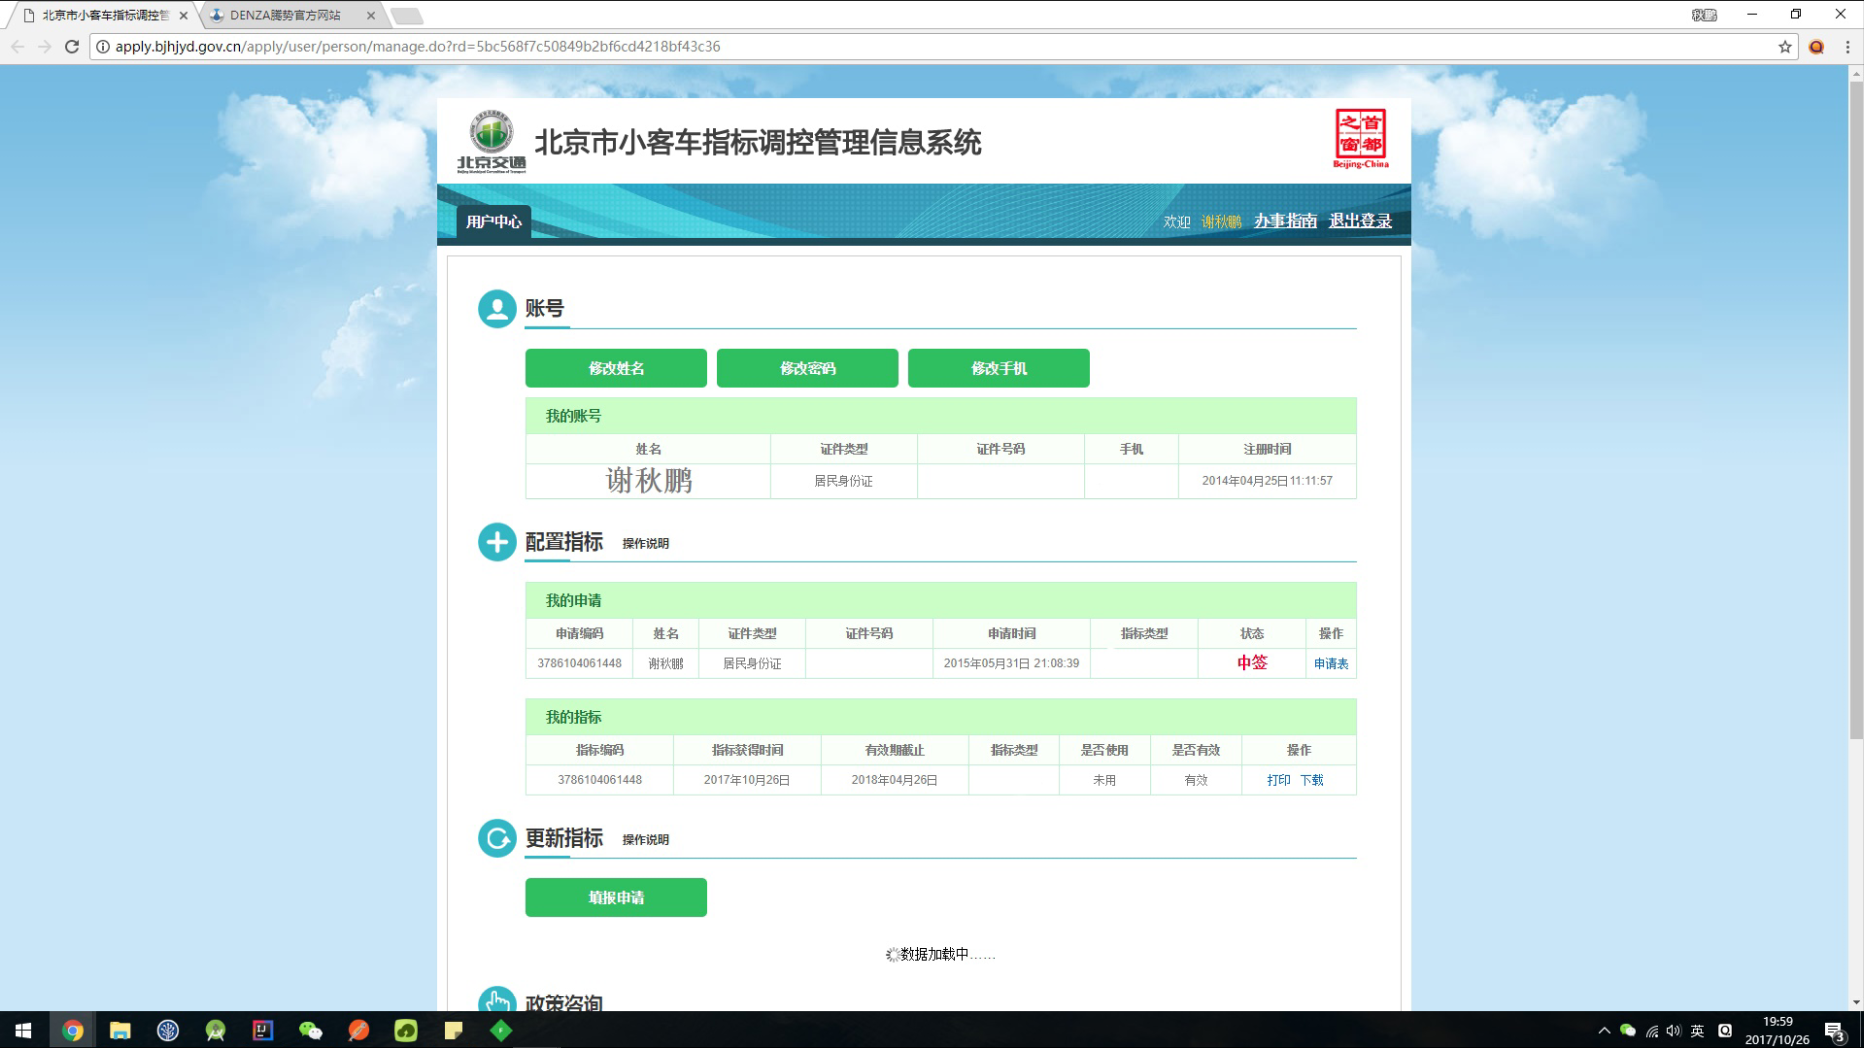 北京市小客车指标调控管
DENZA腾势官方网站
秋鹏
apply.bjhjyd.gov.cn/apply/user/person/manage.do?rd=5bc568f7c50849b2bf6cd4218bf43c36
北京交通
北京市小客车指标调控管理信息系统
首都之窗
Beijing-China
用户中心
欢迎 谢秋鹏 办事指南 退出登录
账号
修改姓名 修改密码 修改手机
我的账号
姓名 证件类型 证件号码 手机 注册时间
谢秋鹏 居民身份证 2014年04月25日11:11:57
配置指标 操作说明
我的申请
申请编码 姓名 证件类型 证件号码 申请时间 指标类型 状态 操作
3786104061448 谢秋鹏 居民身份证 2015年05月31日 21:08:39 中签 申请表
我的指标
指标编码 指标获得时间 有效期截止 指标类型 是否使用 是否有效 操作
3786104061448 2017年10月26日 2018年04月26日 未用 有效 打印 下载
更新指标 操作说明
填报申请
数据加载中……
政策咨询
英
19:59
2017/10/26
3